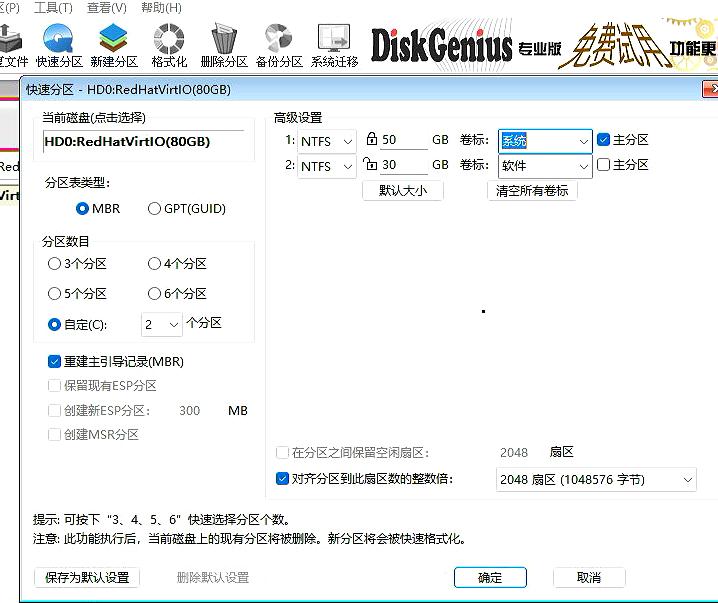 区(P) 工具(T) 查看(V) 帮助(H)
复文件 快速分区 新建分区 格式化 删除分区 备份分区 系统迁移
DiskGenius 专业版 免费试用 功能更
快速分区 - HD0:RedHatVirtIO(80GB)
当前磁盘(点击选择)
HD0:RedHatVirtIO(80GB)
Red
Virt
分区表类型:
MBR GPT(GUID)
分区数目
3个分区 4个分区
5个分区 6个分区
自定(C): 2 个分区
重建主引导记录(MBR)
保留现有ESP分区
创建新ESP分区: 300 MB
创建MSR分区
高级设置
1: NTFS 50 GB 卷标: 系统 主分区
2: NTFS 30 GB 卷标: 软件 主分区
默认大小 清空所有卷标
在分区之间保留空闲扇区: 2048 扇区
对齐分区到此扇区数的整数倍: 2048 扇区 (1048576 字节)
提示: 可按下“3、4、5、6”快速选择分区个数。
注意: 此功能执行后，当前磁盘上的现有分区将被删除。新分区将会被快速格式化。
保存为默认设置 删除默认设置 确定 取消